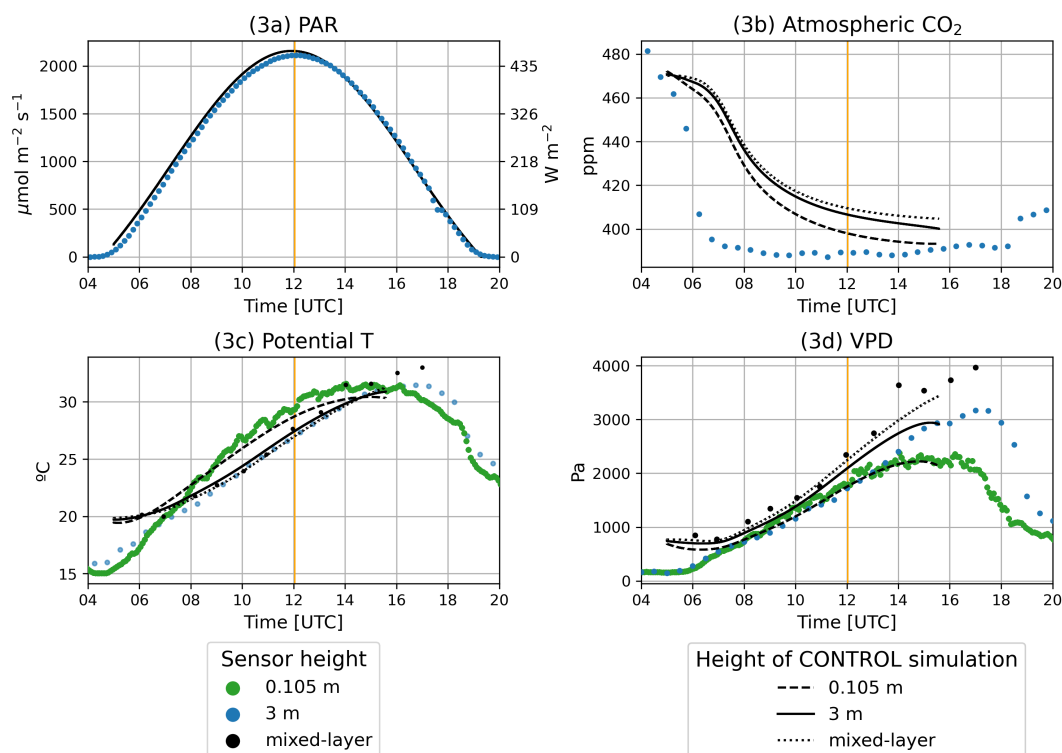 (3a) PAR
2000
1500
1000
500
0
435
326
218
109
0
μmol m⁻² s⁻¹
W m⁻²
04 06 08 10 12 14 16 18 20
Time [UTC]
(3b) Atmospheric CO₂
480
460
440
420
400
ppm
04 06 08 10 12 14 16 18 20
Time [UTC]
(3c) Potential T
30
25
20
15
ºC
04 06 08 10 12 14 16 18 20
Time [UTC]
(3d) VPD
4000
3000
2000
1000
0
Pa
04 06 08 10 12 14 16 18 20
Time [UTC]
Sensor height
0.105 m
3 m
mixed-layer
Height of CONTROL simulation
0.105 m
3 m
mixed-layer